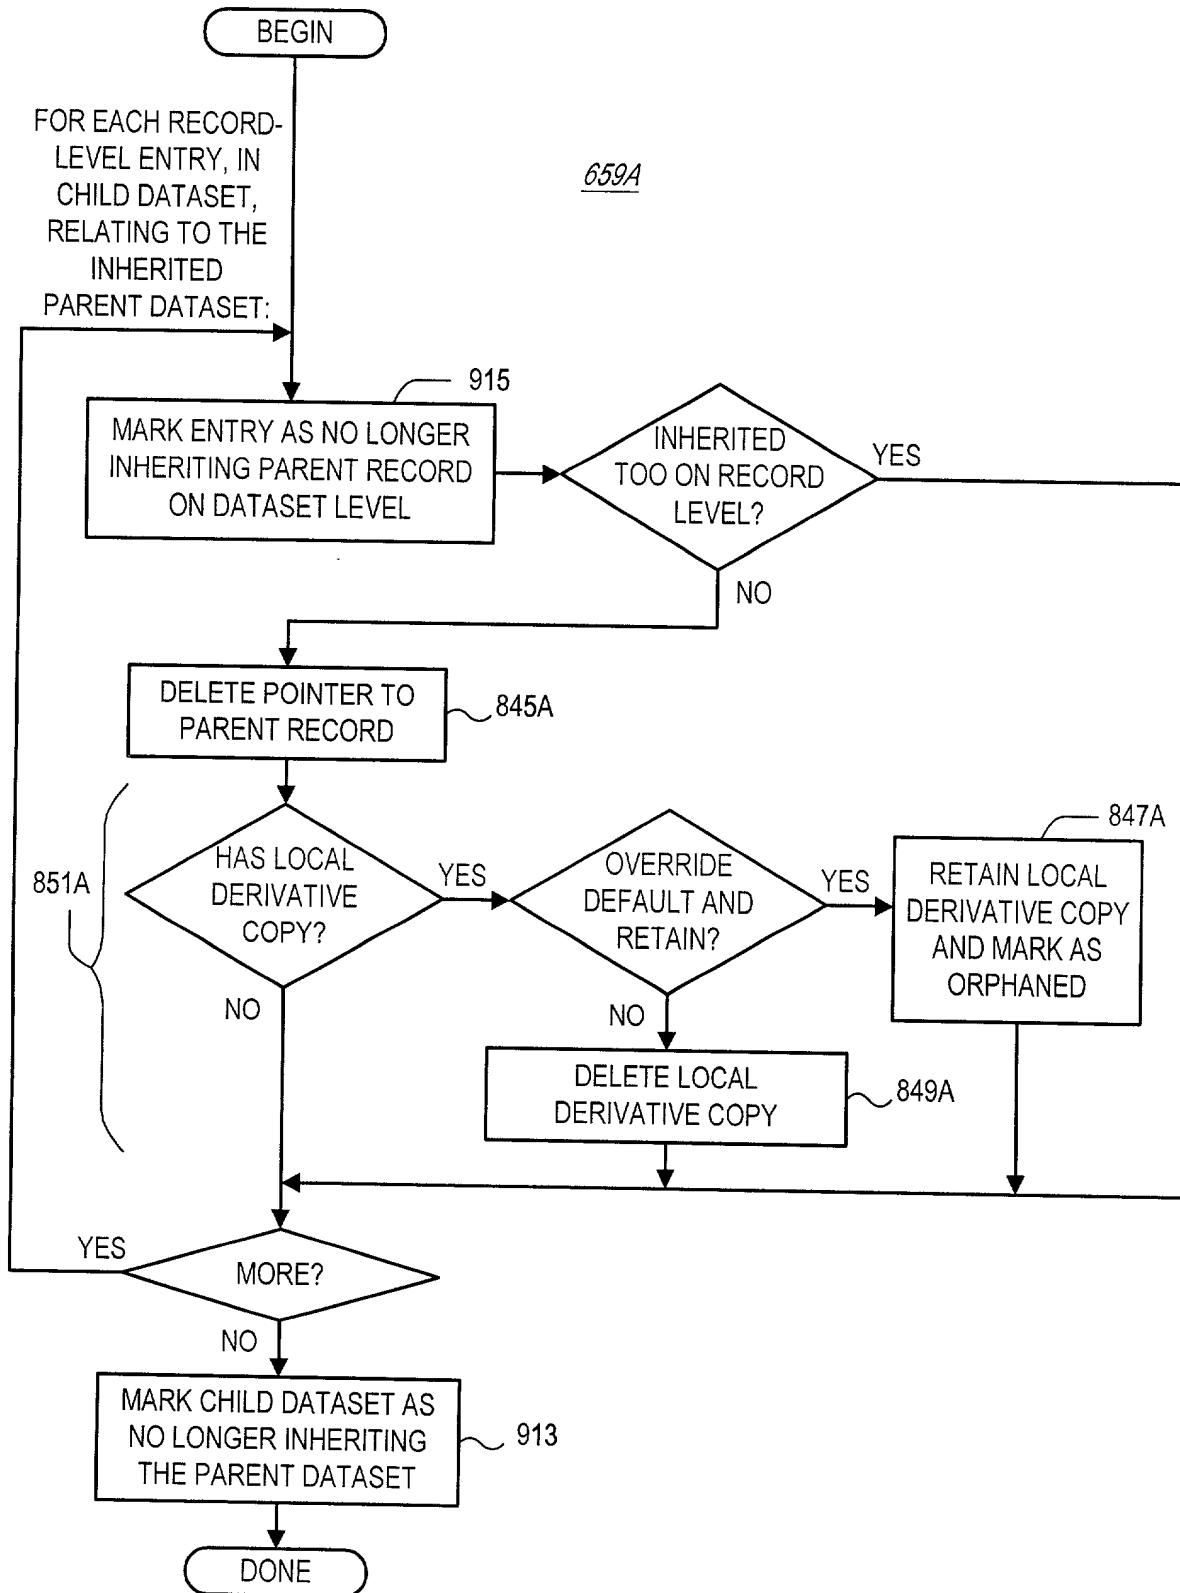 BEGIN
FOR EACH RECORD-
LEVEL ENTRY, IN
CHILD DATASET,
RELATING TO THE
INHERITED
PARENT DATASET:
659A
915
MARK ENTRY AS NO LONGER
INHERITING PARENT RECORD
ON DATASET LEVEL
INHERITED
TOO ON RECORD
LEVEL?
YES
NO
DELETE POINTER TO
PARENT RECORD
845A
851A
HAS LOCAL
DERIVATIVE
COPY?
YES
NO
OVERRIDE
DEFAULT AND
RETAIN?
YES
NO
847A
RETAIN LOCAL
DERIVATIVE COPY
AND MARK AS
ORPHANED
DELETE LOCAL
DERIVATIVE COPY
849A
YES
MORE?
NO
MARK CHILD DATASET AS
NO LONGER INHERITING
THE PARENT DATASET
913
DONE